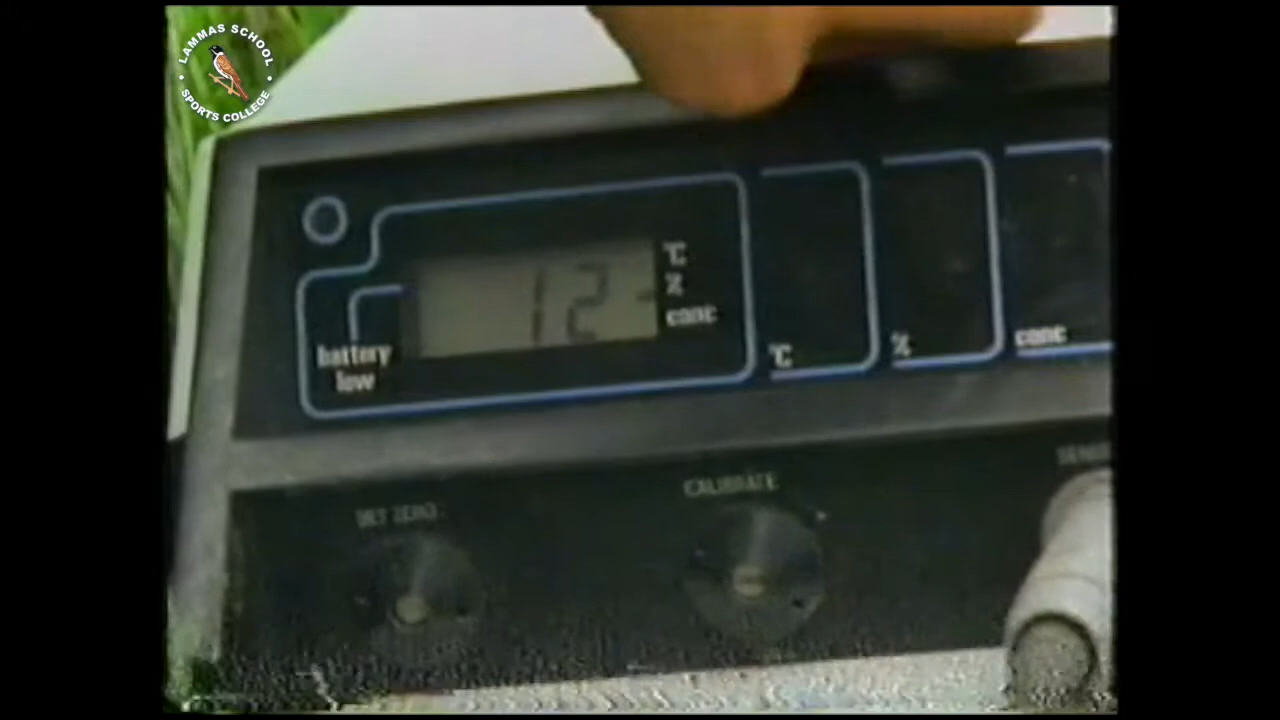 LAMMAS SCHOOL
SPORTS COLLEGE
12
°C
%
conc
battery
low
°C
%
conc
SET ZERO
CALIBRATE